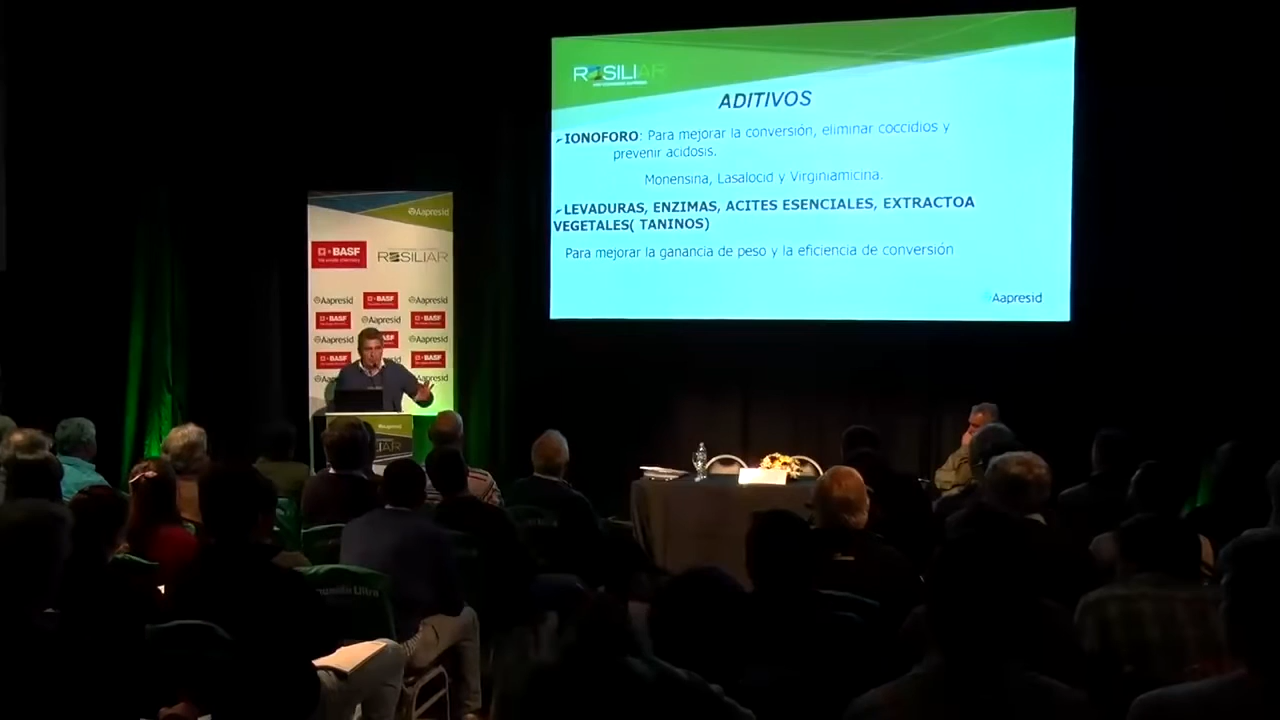 RESILIAR
ADITIVOS
➢IONOFORO: Para mejorar la conversión, eliminar coccidios y
prevenir acidosis.
Monensina, Lasalocid y Virginiamicina.
➢LEVADURAS, ENZIMAS, ACITES ESENCIALES, EXTRACTOA
VEGETALES( TANINOS)
Para mejorar la ganancia de peso y la eficiencia de conversión
Aapresid
Aapresid
BASF RESILIAR
Aapresid BASF Aapresid
BASF Aapresid BASF
Aapresid BASF
BASF BASF